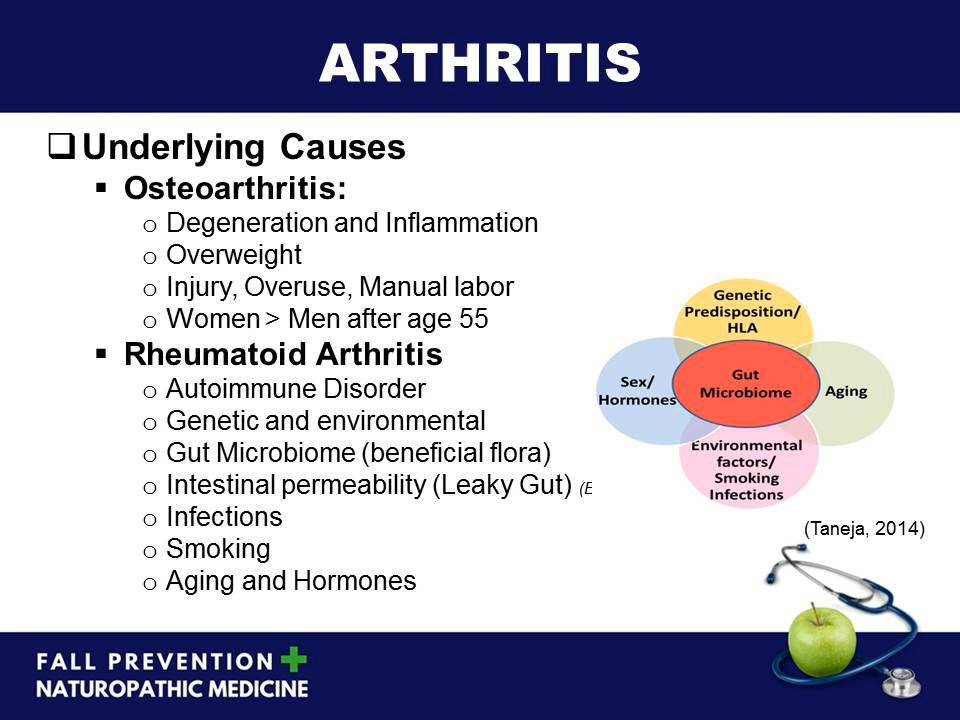 ARTHRITIS
Underlying Causes
Osteoarthritis:
Degeneration and Inflammation
Overweight
Injury, Overuse, Manual labor
Women > Men after age 55
Rheumatoid Arthritis
Autoimmune Disorder
Genetic and environmental
Gut Microbiome (beneficial flora)
Intestinal permeability (Leaky Gut)
Infections
Smoking
Aging and Hormones
Genetic
Predisposition/
HLA
Sex/
Hormones
Gut
Microbiome
Aging
Environmental
factors/
Smoking
Infections
(Taneja, 2014)
FALL PREVENTION
NATUROPATHIC MEDICINE